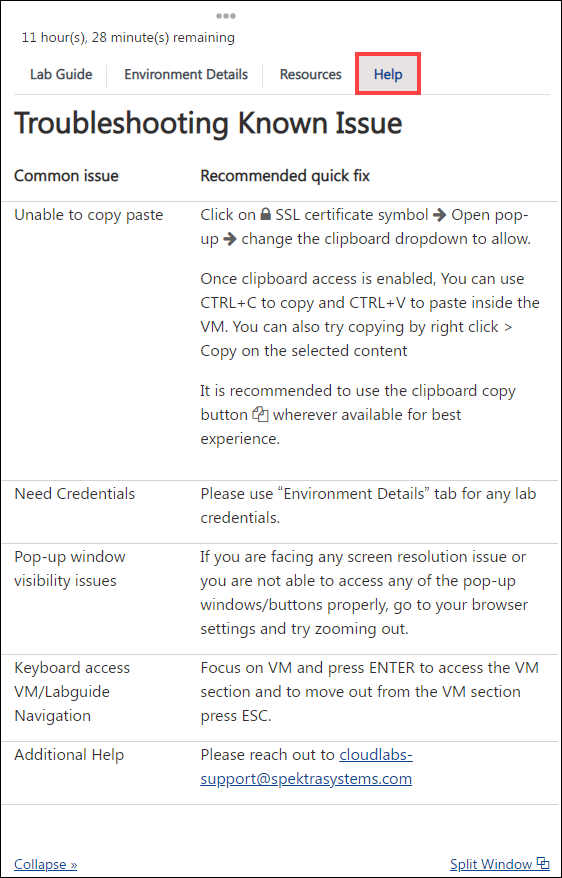 11 hour(s), 28 minute(s) remaining
Lab Guide Environment Details Resources Help
Troubleshooting Known Issue
Common issue Recommended quick fix
Unable to copy paste Click on SSL certificate symbol Open pop-
up change the clipboard dropdown to allow.
Once clipboard access is enabled, You can use
CTRL+C to copy and CTRL+V to paste inside the
VM. You can also try copying by right click >
Copy on the selected content
It is recommended to use the clipboard copy
button wherever available for best
experience.
Need Credentials Please use “Environment Details” tab for any lab
credentials.
Pop-up window If you are facing any screen resolution issue or
visibility issues you are not able to access any of the pop-up
windows/buttons properly, go to your browser
settings and try zooming out.
Keyboard access Focus on VM and press ENTER to access the VM
VM/Labguide section and to move out from the VM section
Navigation press ESC.
Additional Help Please reach out to cloudlabs-
support@spektrasystems.com
Collapse » Split Window